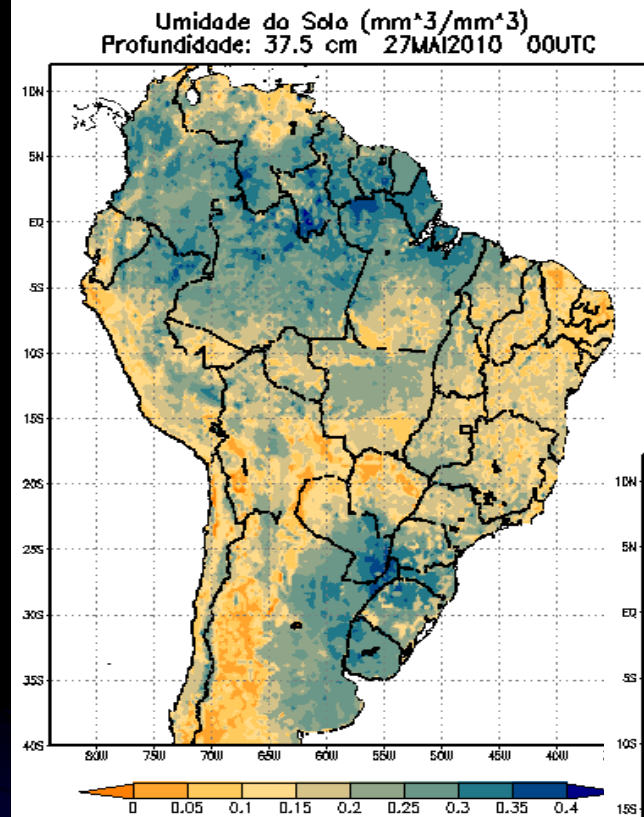 Umidade do Solo (mm^3/mm^3)
Profundidade: 37.5 cm 27MAI2010 00UTC
10N
5N
EQ
5S
10S
15S
20S
25S
30S
35S
40S
80W 75W 70W 65W 60W 55W 50W 45W 40W
0 0.05 0.1 0.15 0.2 0.25 0.3 0.35 0.4
10N
5N
EQ
5S
10S
15S